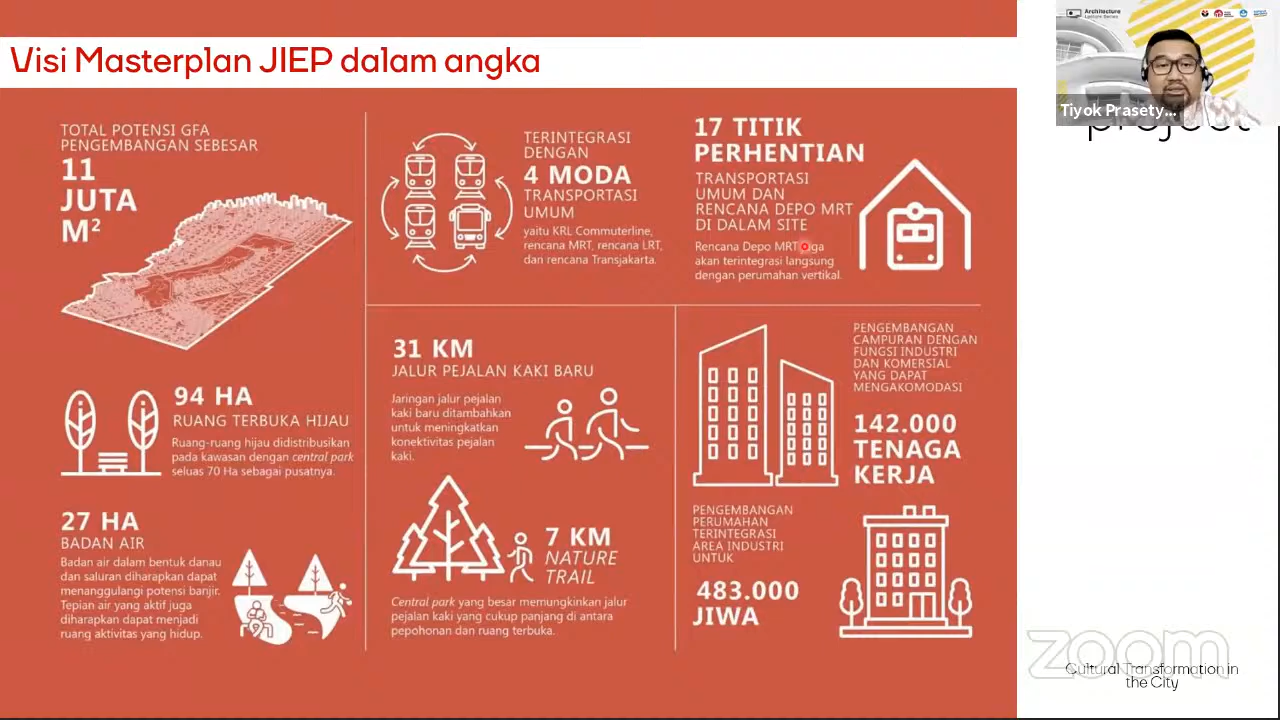 Visi Masterplan JIEP dalam angka
TOTAL POTENSI GFA
PENGEMBANGAN SEBESAR
11
JUTA
M²
TERINTEGRASI
DENGAN
4 MODA
TRANSPORTASI
UMUM
yaitu KRL Commuterline,
rencana MRT, rencana LRT,
dan rencana Transjakarta.
17 TITIK
PERHENTIAN
TRANSPORTASI
UMUM DAN
RENCANA DEPO MRT
DI DALAM SITE
Rencana Depo MRT
akan terintegrasi langsung
dengan perumahan vertikal.
94 HA
RUANG TERBUKA HIJAU
Ruang-ruang hijau didistribusikan
pada kawasan dengan central park
seluas 70 Ha sebagai pusatnya.
27 HA
BADAN AIR
Badan air dalam bentuk danau
dan saluran diharapkan dapat
menanggulangi potensi banjir.
Tepian air yang aktif juga
diharapkan dapat menjadi
ruang aktivitas yang hidup.
31 KM
JALUR PEJALAN KAKI BARU
Jaringan jalur pejalan
kaki baru ditambahkan
untuk meningkatkan
konektivitas pejalan
kaki.
7 KM
NATURE
TRAIL
Central park yang besar memungkinkan jalur
pejalan kaki yang cukup panjang di antara
pepohonan dan ruang terbuka.
PENGEMBANGAN
CAMPURAN DENGAN
FUNGSI INDUSTRI
DAN KOMERSIAL
YANG DAPAT
MENGAKOMODASI
142.000
TENAGA
KERJA
PENGEMBANGAN
PERUMAHAN
TERINTEGRASI
AREA INDUSTRI
UNTUK
483.000
JIWA
Architecture
Lecture Series
Tiyok Prasety...
project
zoom
Cultural Transformation in
the City